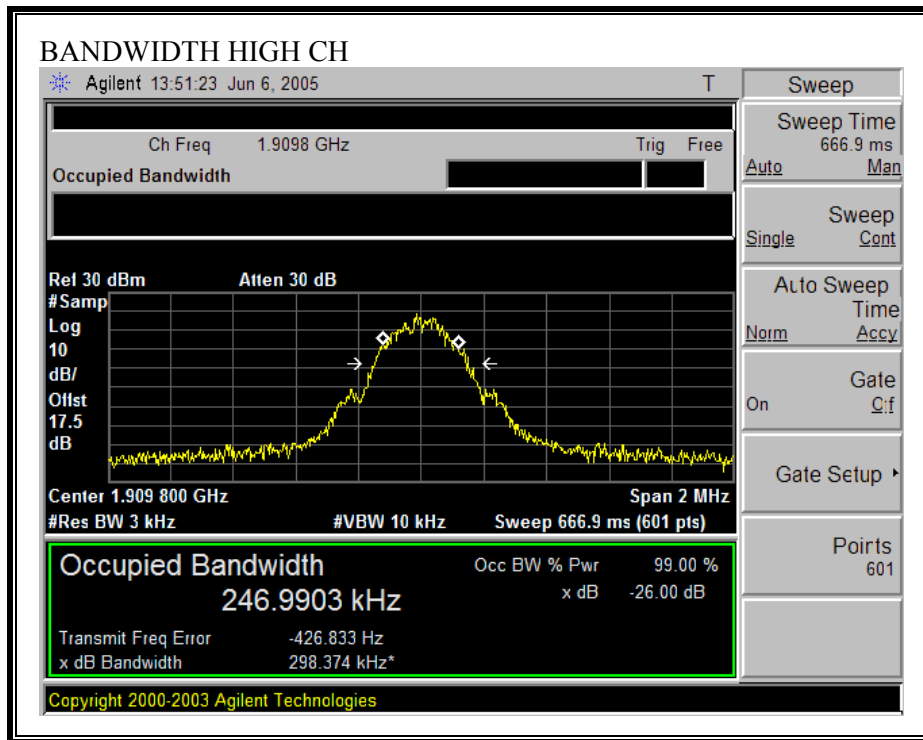 BANDWIDTH HIGH CH
Agilent 13:51:23 Jun 6, 2005 T
Ch Freq 1.9098 GHz Trig Free
Occupied Bandwidth
Ref 30 dBm Atten 30 dB
#Samp
Log
10
dB/
Offst
17.5
dB
Center 1.909 800 GHz Span 2 MHz
#Res BW 3 kHz #VBW 10 kHz Sweep 666.9 ms (601 pts)
Occupied Bandwidth
246.9903 kHz
Occ BW % Pwr 99.00 %
x dB -26.00 dB
Transmit Freq Error -426.833 Hz
x dB Bandwidth 298.374 kHz*
Copyright 2000-2003 Agilent Technologies
Sweep
Sweep Time
666.9 ms
Auto Man
Sweep
Single Cont
Auto Sweep
Time
Norm Accy
Gate
On Off
Gate Setup
Points
601